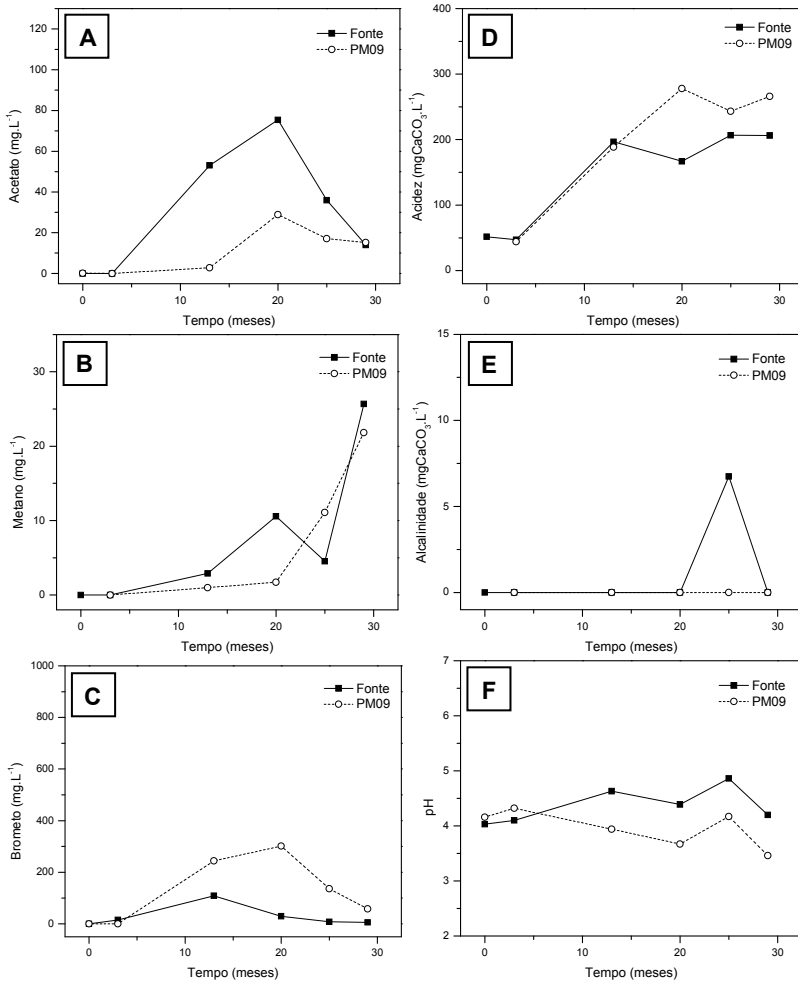 A
Fonte
PM09
120
100
80
60
40
20
0
Acetato (mg.L⁻¹)
0 10 20 30
Tempo (meses)
D
Fonte
PM09
400
300
200
100
0
Acidez (mgCaCO₃.L⁻¹)
0 10 20 30
Tempo (meses)
B
Fonte
PM09
30
20
10
0
Metano (mg.L⁻¹)
0 10 20 30
Tempo (meses)
E
Fonte
PM09
15
10
5
0
Alcalinidade (mgCaCO₃.L⁻¹)
0 10 20 30
Tempo (meses)
C
Fonte
PM09
1000
800
600
400
200
0
Brometo (mg.L⁻¹)
0 10 20 30
Tempo (meses)
F
Fonte
PM09
7
6
5
4
3
2
pH
0 10 20 30
Tempo (meses)